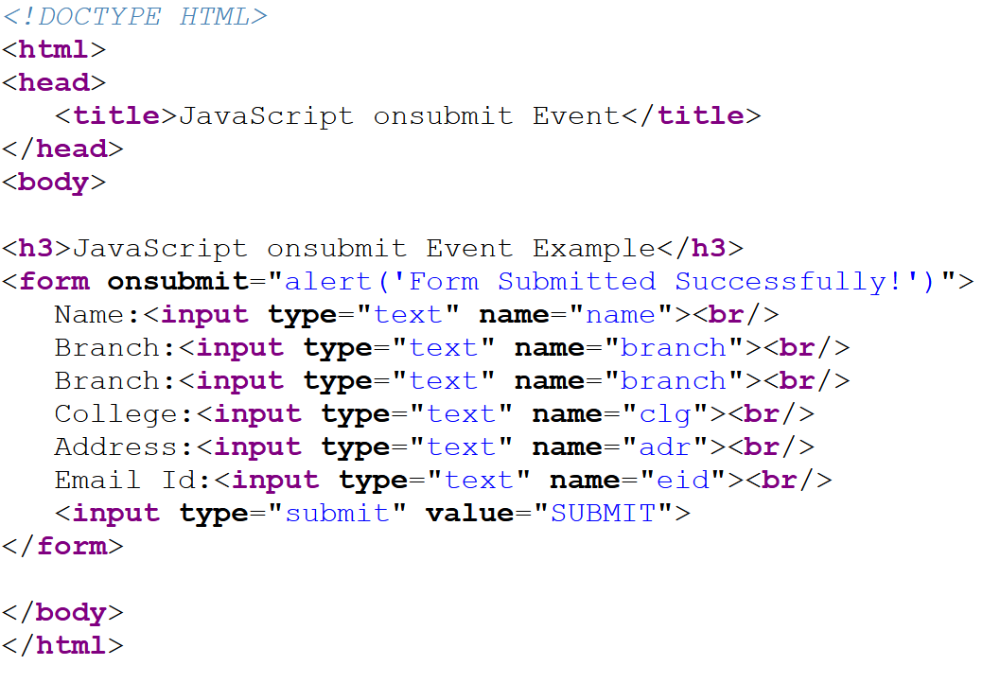 <!DOCTYPE HTML>
<html>
<head>
   <title>JavaScript onsubmit Event</title>
</head>
<body>

<h3>JavaScript onsubmit Event Example</h3>
<form onsubmit="alert('Form Submitted Successfully!')">
   Name:<input type="text" name="name"><br/>
   Branch:<input type="text" name="branch"><br/>
   Branch:<input type="text" name="branch"><br/>
   College:<input type="text" name="clg"><br/>
   Address:<input type="text" name="adr"><br/>
   Email Id:<input type="text" name="eid"><br/>
   <input type="submit" value="SUBMIT">
</form>

</body>
</html>